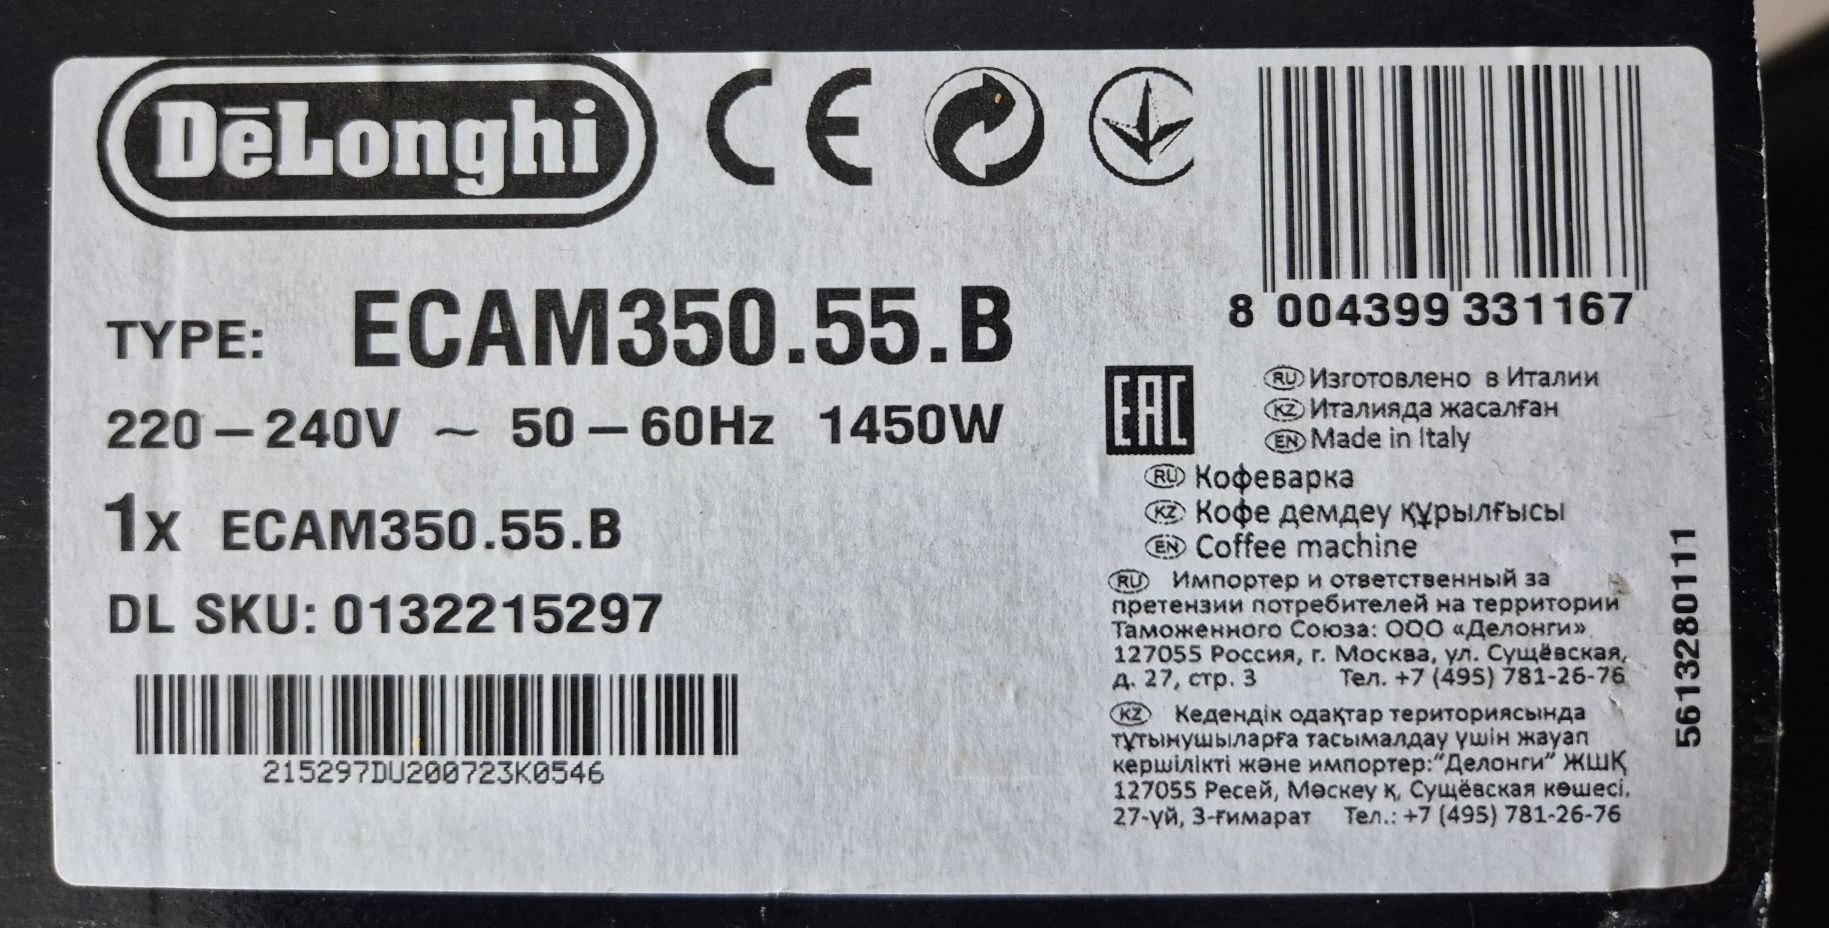 DeLonghi
CE
TYPE: ECAM350.55.B
220–240V ~ 50–60Hz 1450W
1x ECAM350.55.B
DL SKU: 0132215297
215297DU200723K0546
8 004399 331167
EAC
RU Изготовлено в Италии
KZ Италияда жасалған
EN Made in Italy
RU Кофеварка
KZ Кофе демдеу құрылғысы
EN Coffee machine
RU Импортер и ответственный за
претензии потребителей на территории
Таможенного Союза: ООО «Делонги»
127055 Россия, г. Москва, ул. Сущёвская,
д. 27, стр. 3 Тел. +7 (495) 781-26-76
KZ Кедендік одақтар териториясында
тұтынушыларға тасымалдау үшін жауап
кершілікті және импортер:"Делонги" ЖШҚ
127055 Ресей, Мәскеу қ, Сущёвская көшесі,
27-үй, 3-ғимарат Тел.: +7 (495) 781-26-76
5613280111